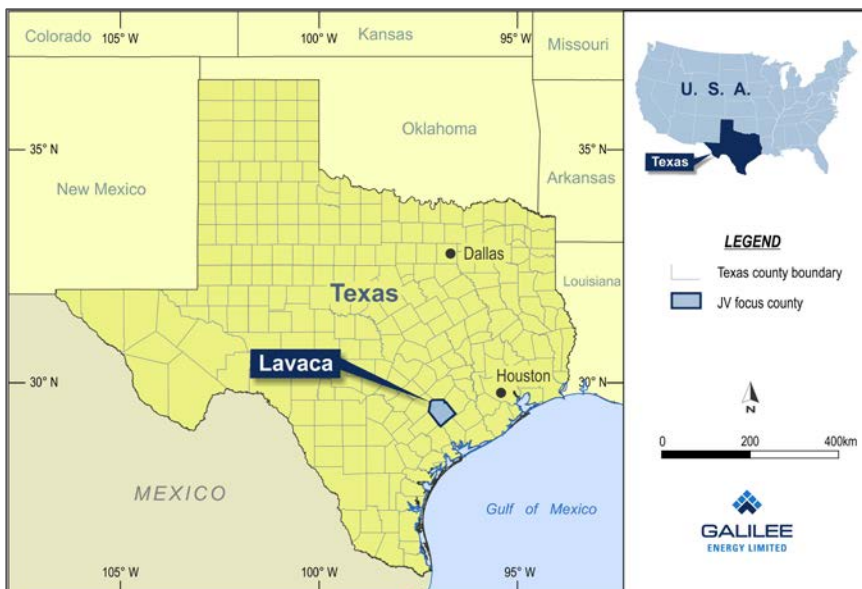 105° W
100° W
95° W
Colorado
Kansas
Missouri
35° N
35° N
Oklahoma
Arkansas
New Mexico
Dallas
Louisiana
Texas
30° N
30° N
Lavaca
Houston
MEXICO
Gulf of Mexico
105° W
100° W
95° W
U. S. A.
Texas
LEGEND
Texas county boundary
JV focus county
N
0 200 400km
GALILEE
ENERGY LIMITED